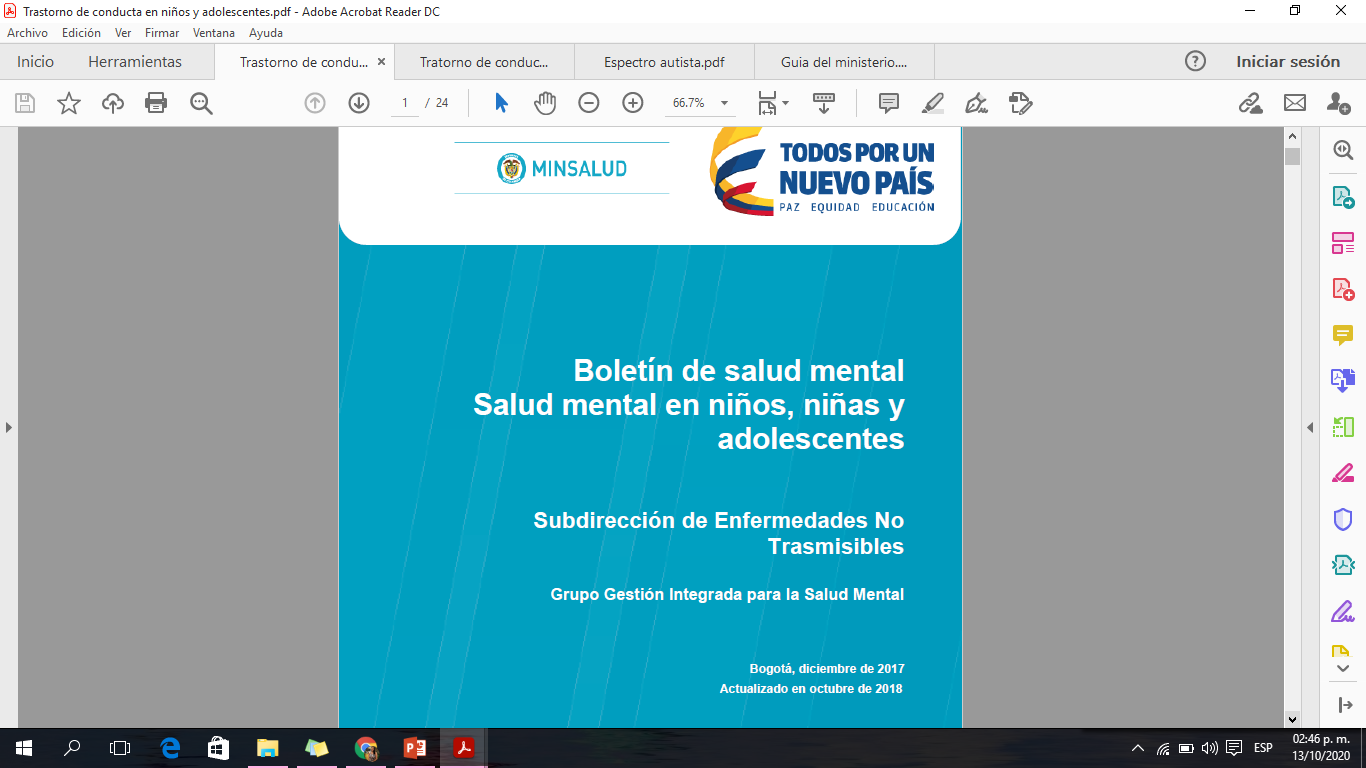 Trastorno de conducta en niños y adolescentes.pdf - Adobe Acrobat Reader DC
Archivo Edición Ver Firmar Ventana Ayuda
Inicio Herramientas Trastorno de condu... Tratorno de conduc... Espectro autista.pdf Guia del ministerio.... Iniciar sesión
1 / 24 66.7%
MINSALUD
TODOS POR UN
NUEVO PAÍS
PAZ EQUIDAD EDUCACIÓN
Boletín de salud mental
Salud mental en niños, niñas y
adolescentes
Subdirección de Enfermedades No
Trasmisibles
Grupo Gestión Integrada para la Salud Mental
Bogotá, diciembre de 2017
Actualizado en octubre de 2018
ESP
02:46 p. m.
13/10/2020